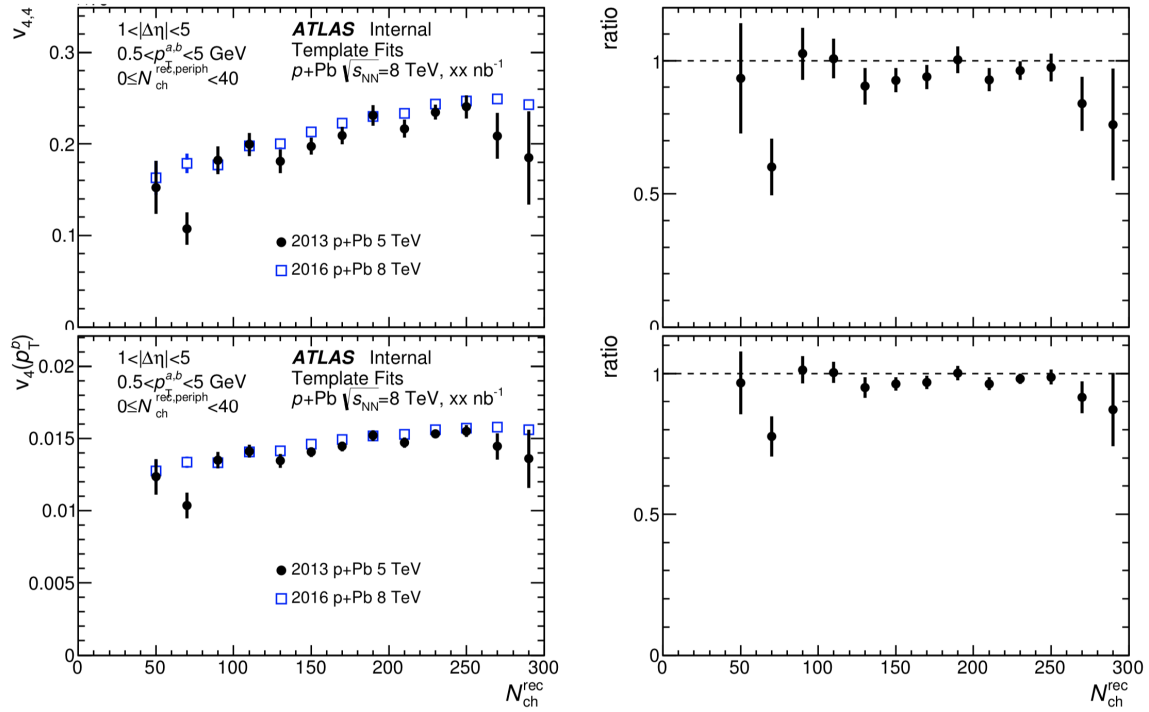 v4,4
0.3
0.2
0.1
0
1<|Δη|<5
0.5<p_T^{a,b}<5 GeV
0≤N_ch^{rec,periph}<40
ATLAS Internal
Template Fits
p+Pb √s_NN=8 TeV, xx nb⁻¹
2013 p+Pb 5 TeV
2016 p+Pb 8 TeV
ratio
1
0.5
0
v4(p_T^b)
0.02
0.015
0.01
0.005
0
1<|Δη|<5
0.5<p_T^{a,b}<5 GeV
0≤N_ch^{rec,periph}<40
ATLAS Internal
Template Fits
p+Pb √s_NN=8 TeV, xx nb⁻¹
2013 p+Pb 5 TeV
2016 p+Pb 8 TeV
0 50 100 150 200 250 300
N_ch^rec
ratio
1
0.5
0
0 50 100 150 200 250 300
N_ch^rec